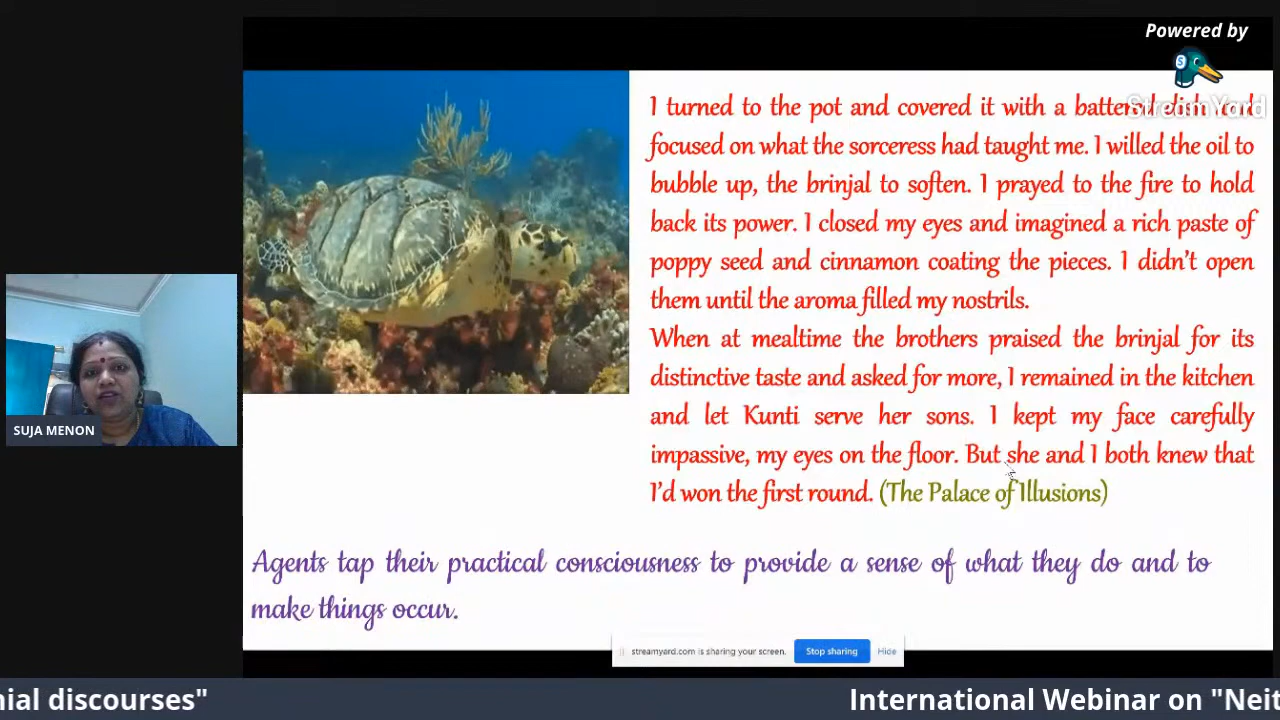 Powered by
StreamYard
I turned to the pot and covered it with a battered dish and
focused on what the sorceress had taught me. I willed the oil to
bubble up, the brinjal to soften. I prayed to the fire to hold
back its power. I closed my eyes and imagined a rich paste of
poppy seed and cinnamon coating the pieces. I didn't open
them until the aroma filled my nostrils.
When at mealtime the brothers praised the brinjal for its
distinctive taste and asked for more, I remained in the kitchen
and let Kunti serve her sons. I kept my face carefully
impassive, my eyes on the floor. But she and I both knew that
I'd won the first round. (The Palace of Illusions)
SUJA MENON
Agents tap their practical consciousness to provide a sense of what they do and to
make things occur.
streamyard.com is sharing your screen. Stop sharing Hide
nial discourses" International Webinar on "Neit